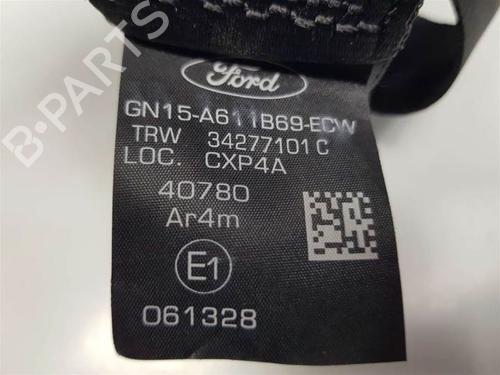 Ford
GN15-A611B69-ECW
TRW 34277101 C
LOC. CXP4A
40780
Ar4m
E1
061328
B-PARTS